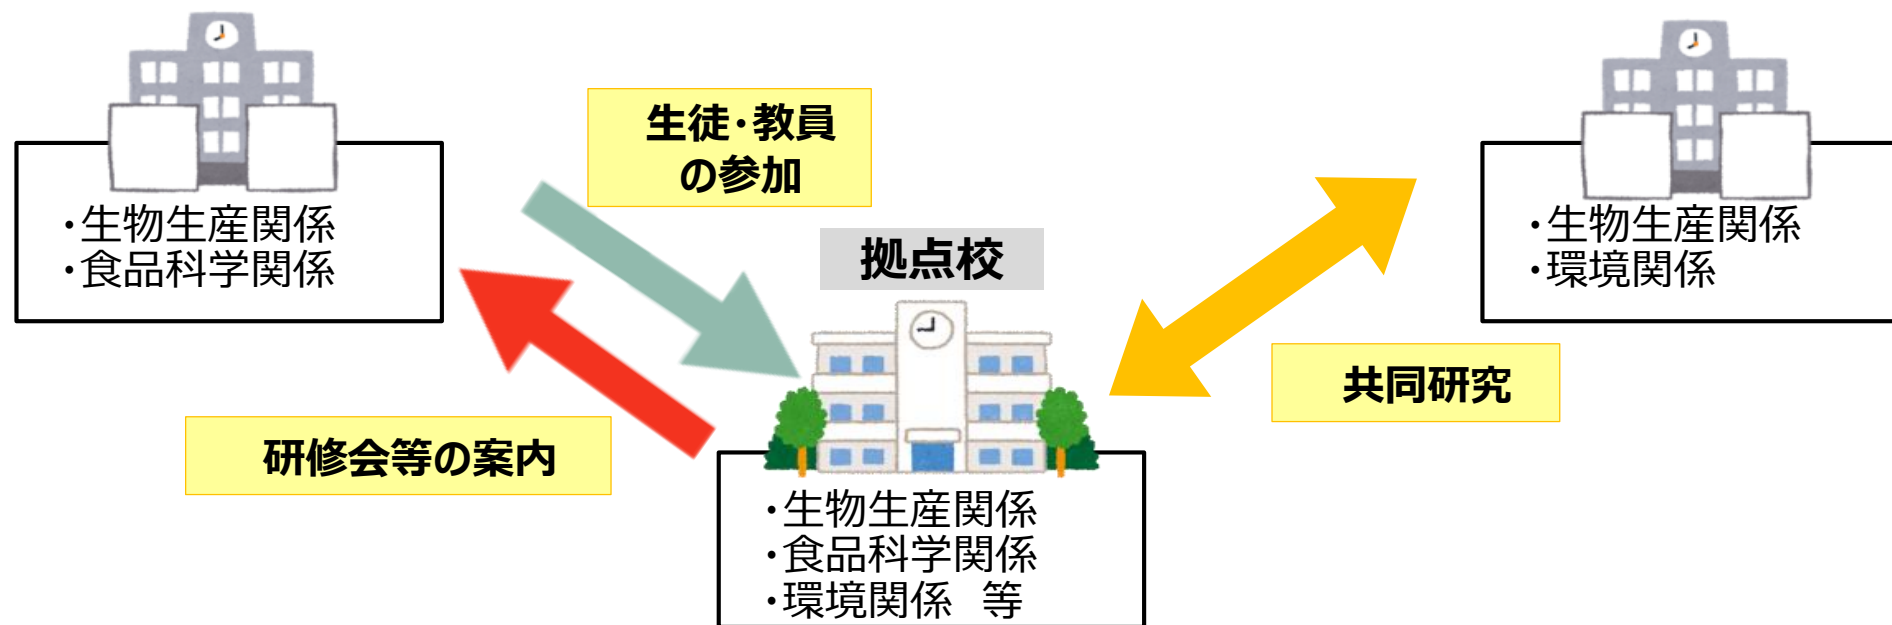 生徒・教員
の参加
・生物生産関係
・食品科学関係
拠点校
・生物生産関係
・環境関係
共同研究
研修会等の案内
・生物生産関係
・食品科学関係
・環境関係 等